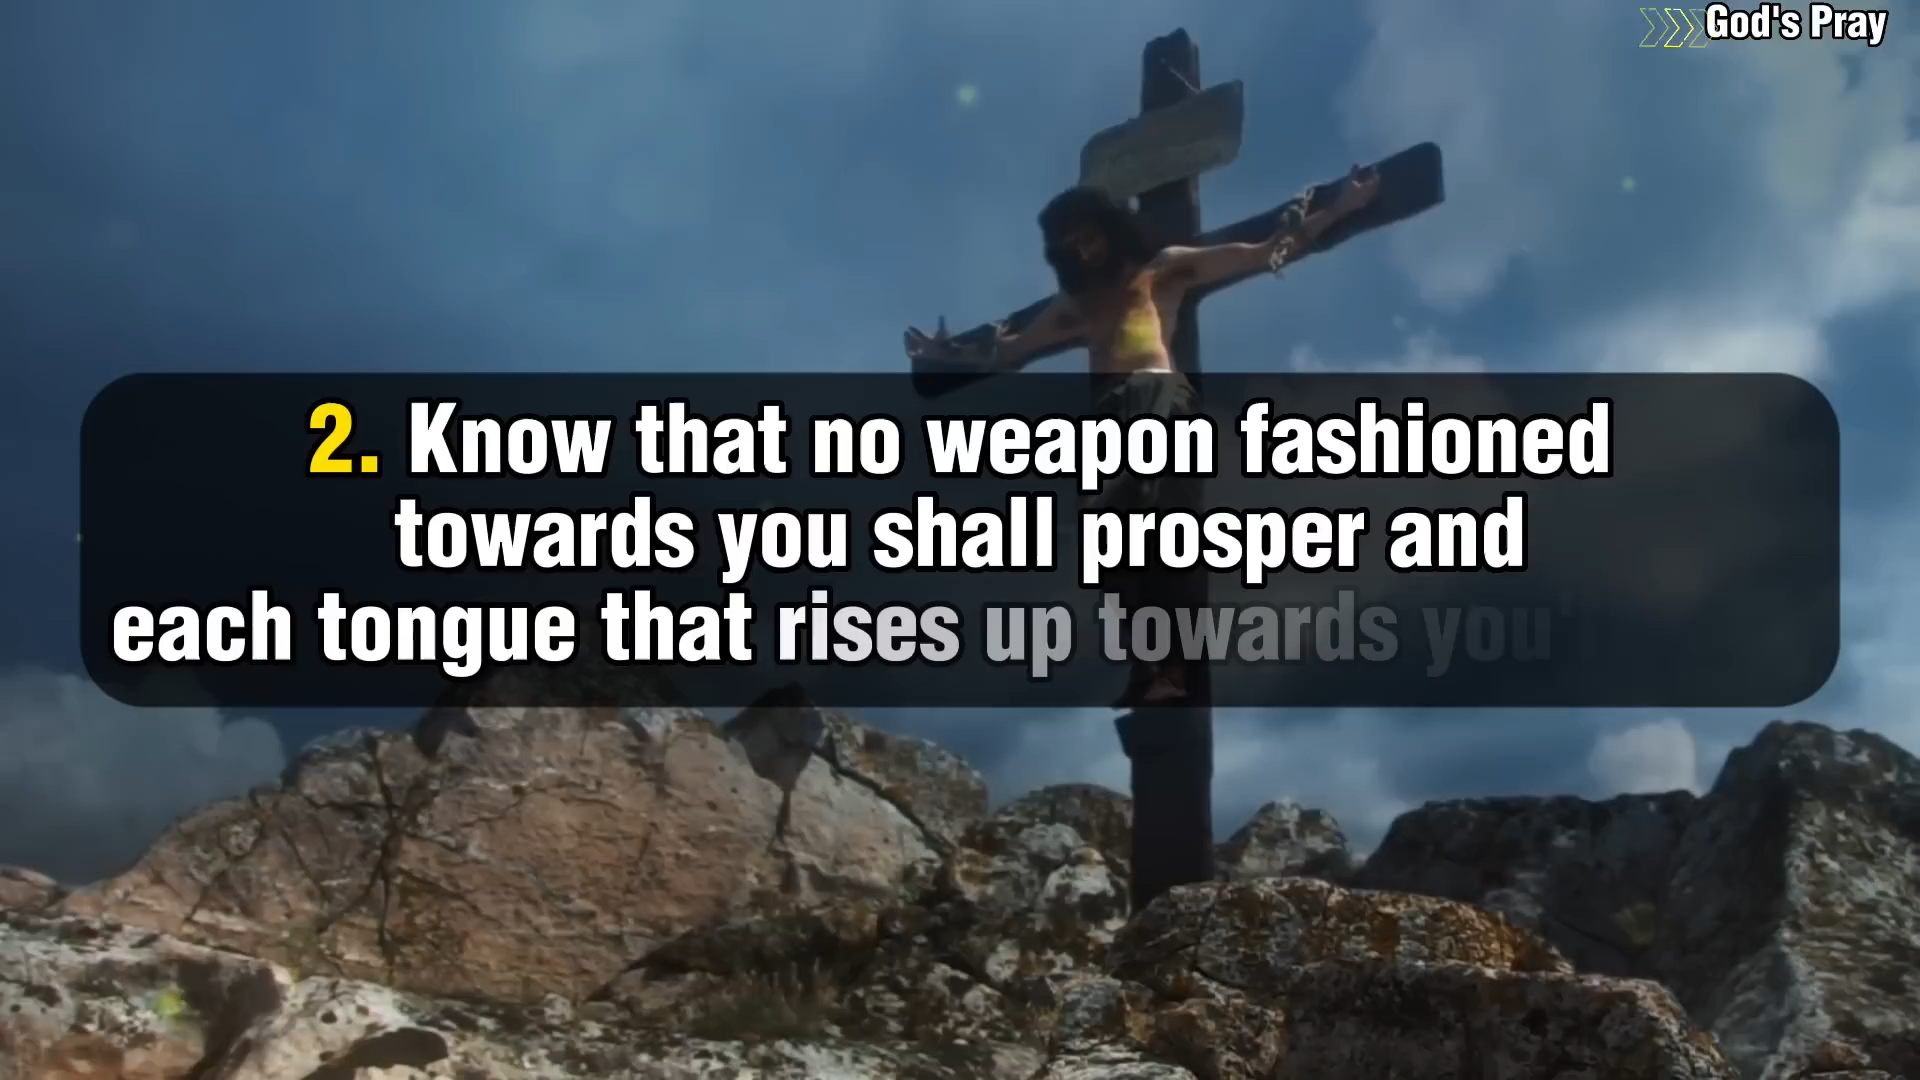 God's Pray
2. Know that no weapon fashioned
towards you shall prosper and
each tongue that rises up towards you